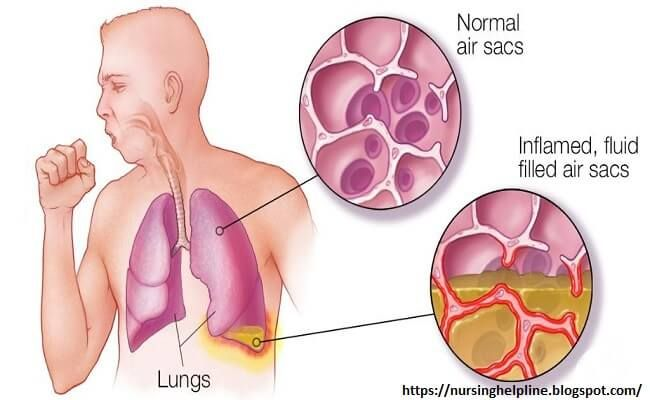 Normal
air sacs
Inflamed, fluid
filled air sacs
Lungs
https://nursinghelpline.blogspot.com/